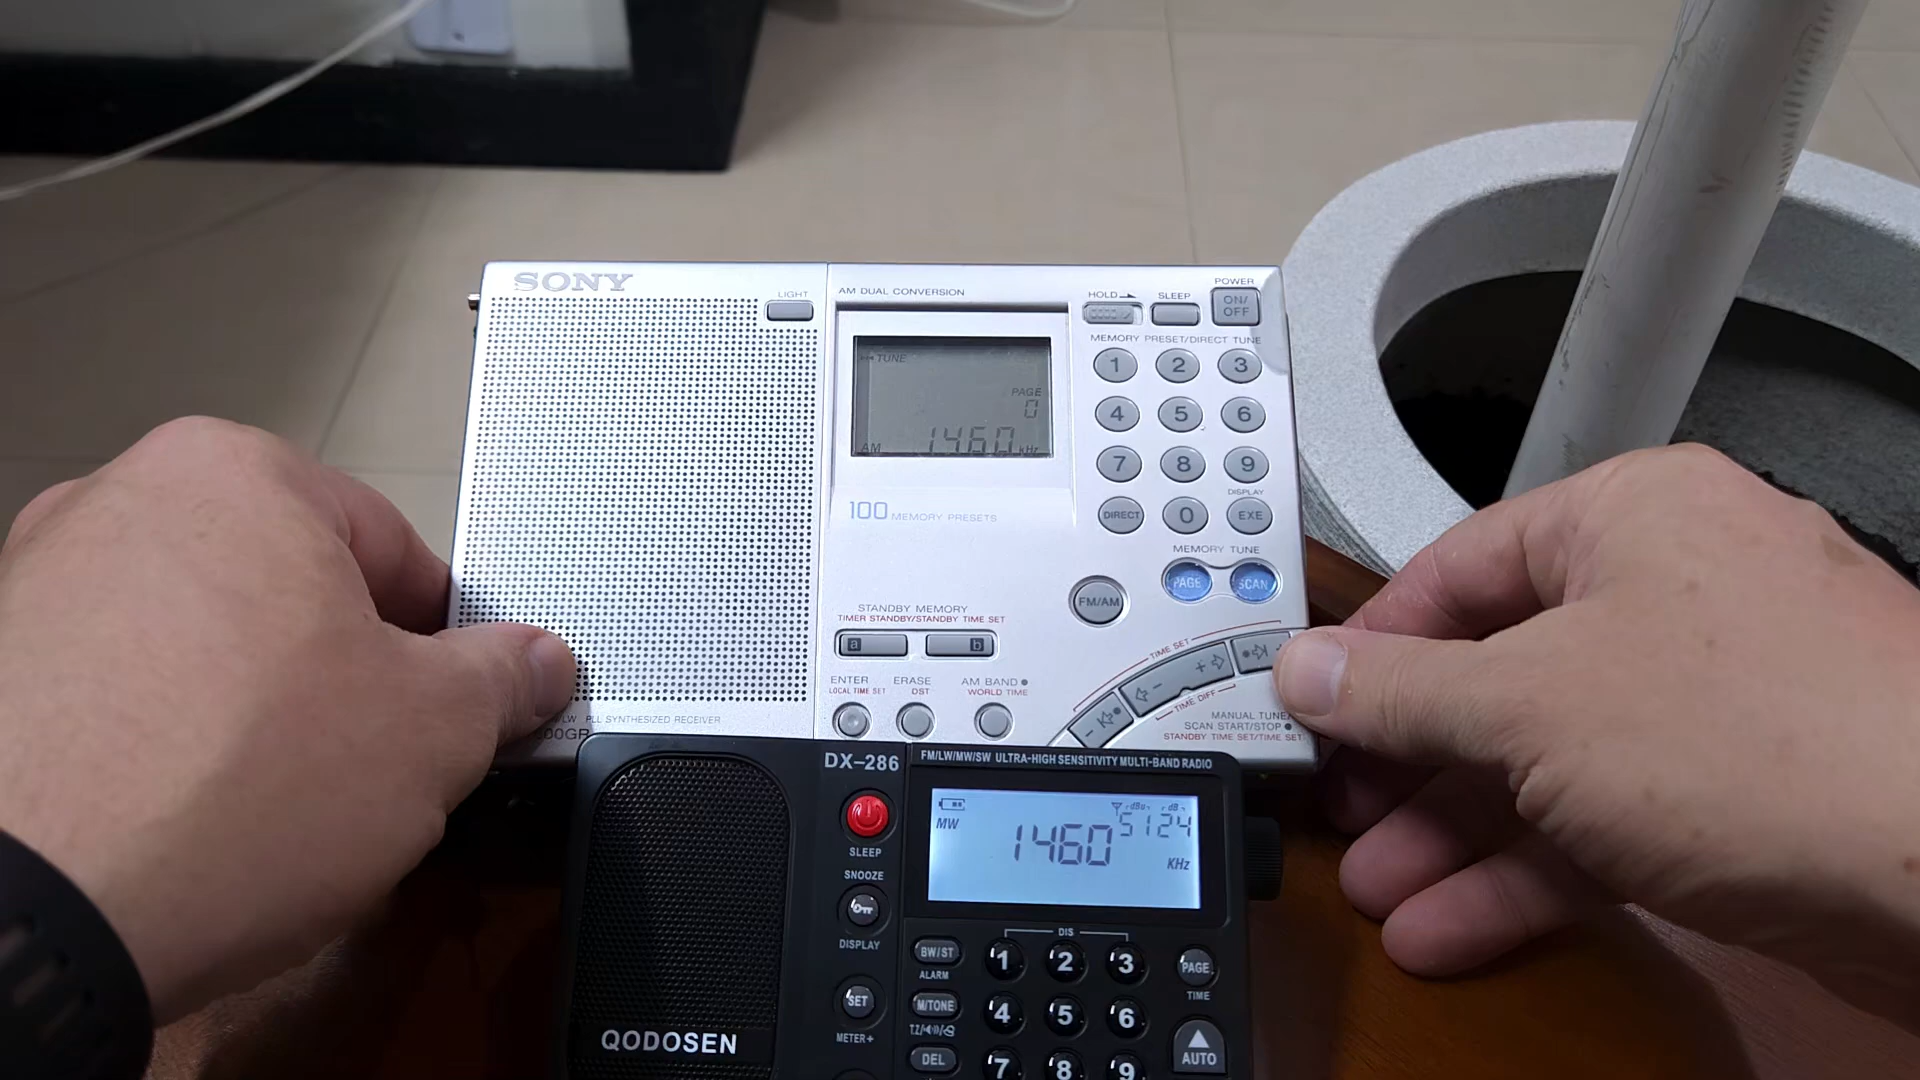 SONY
LIGHT
AM DUAL CONVERSION
HOLD
SLEEP
POWER
ON/
OFF
TUNE
PAGE
0
AM 1460 kHz
MEMORY PRESET/DIRECT TUNE
1 2 3
4 5 6
7 8 9
DISPLAY
DIRECT 0 EXE
100 MEMORY PRESETS
MEMORY TUNE
PAGE SCAN
FM/AM
STANDBY MEMORY
TIMER STANDBY/STANDBY TIME SET
a b
ENTER ERASE AM BAND
LOCAL TIME SET DST WORLD TIME
TIME SET
- - + +
TIME DIFF
MANUAL TUNE
SCAN START/STOP
STANDBY TIME SET/TIME SET
LW PLL SYNTHESIZED RECEIVER
00GR
DX-286
FM/LW/MW/SW ULTRA-HIGH SENSITIVITY MULTI-BAND RADIO
SLEEP
SNOOZE
DISPLAY
SET
METER+
MW
dBu dB
5124
1460
KHz
BW/ST
ALARM
M/TONE
DEL
DIS
1 2 3
4 5 6
7 8 9
PAGE
TIME
AUTO
QODOSEN